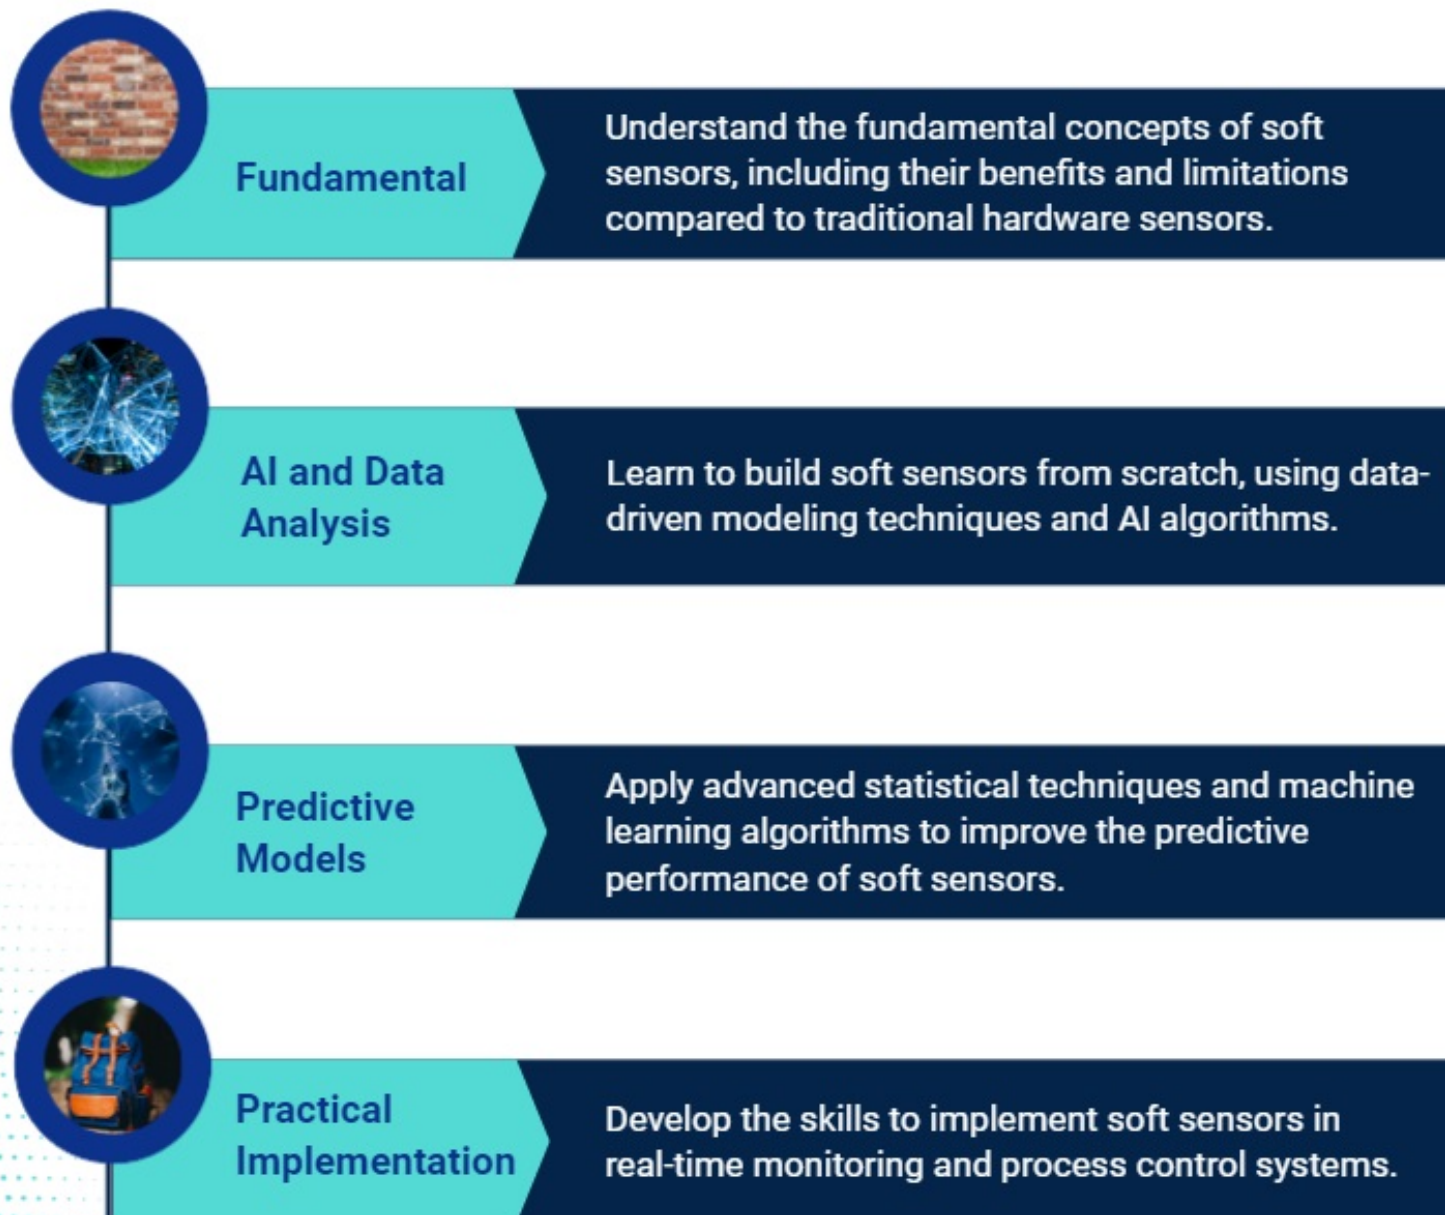 Fundamental
Understand the fundamental concepts of soft
sensors, including their benefits and limitations
compared to traditional hardware sensors.
AI and Data
Analysis
Learn to build soft sensors from scratch, using data-
driven modeling techniques and AI algorithms.
Predictive
Models
Apply advanced statistical techniques and machine
learning algorithms to improve the predictive
performance of soft sensors.
Practical
Implementation
Develop the skills to implement soft sensors in
real-time monitoring and process control systems.